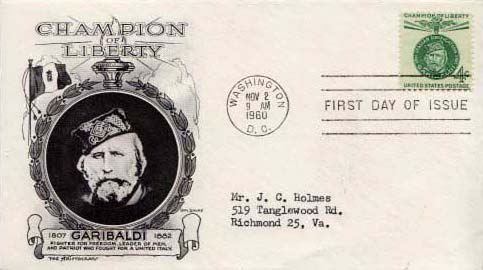 CHAMPION
OF
LIBERTY
1807 GARIBALDI 1882
FIGHTER FOR FREEDOM, LEADER OF MEN,
AND PATRIOT WHO FOUGHT FOR A UNITED ITALY.
THE ARISTOCRATS
WASHINGTON
NOV 2
9 AM
1960
D. C.
FIRST DAY OF ISSUE
CHAMPION OF LIBERTY
4¢
UNITED STATES POSTAGE
Mr. J. C. Holmes
519 Tanglewood Rd.
Richmond 25, Va.